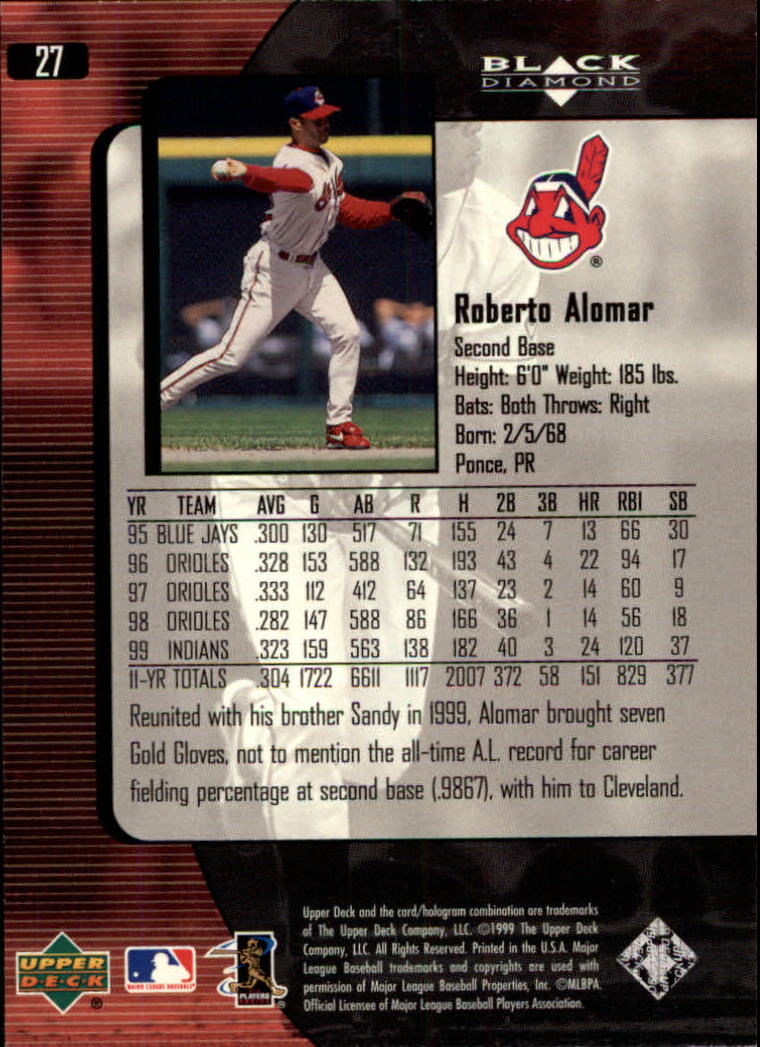 27
BLACK
DIAMOND
®
Roberto Alomar
Second Base
Height: 6'0" Weight: 185 lbs.
Bats: Both Throws: Right
Born: 2/5/68
Ponce, PR
YR TEAM AVG G AB R H 2B 3B HR RBI SB
95 BLUE JAYS .300 130 517 71 155 24 7 13 66 30
96 ORIOLES .328 153 588 132 193 43 4 22 94 17
97 ORIOLES .333 112 412 64 137 23 2 14 60 9
98 ORIOLES .282 147 588 86 166 36 1 14 56 18
99 INDIANS .323 159 563 138 182 40 3 24 120 37
11-YR TOTALS .304 1722 6611 1117 2007 372 58 151 829 377
Reunited with his brother Sandy in 1999, Alomar brought seven
Gold Gloves, not to mention the all-time A.L. record for career
fielding percentage at second base (.9867), with him to Cleveland.
Upper Deck and the card/hologram combination are trademarks
of The Upper Deck Company, LLC. ©1999 The Upper Deck
Company, LLC. All Rights Reserved. Printed in the U.S.A. Major
League Baseball trademarks and copyrights are used with
permission of Major League Baseball Properties, Inc. ©MLBPA
Official Licensee of Major League Baseball Players Association.
UPPER
DECK
®
MAJOR LEAGUE BASEBALL
PLAYERS
®